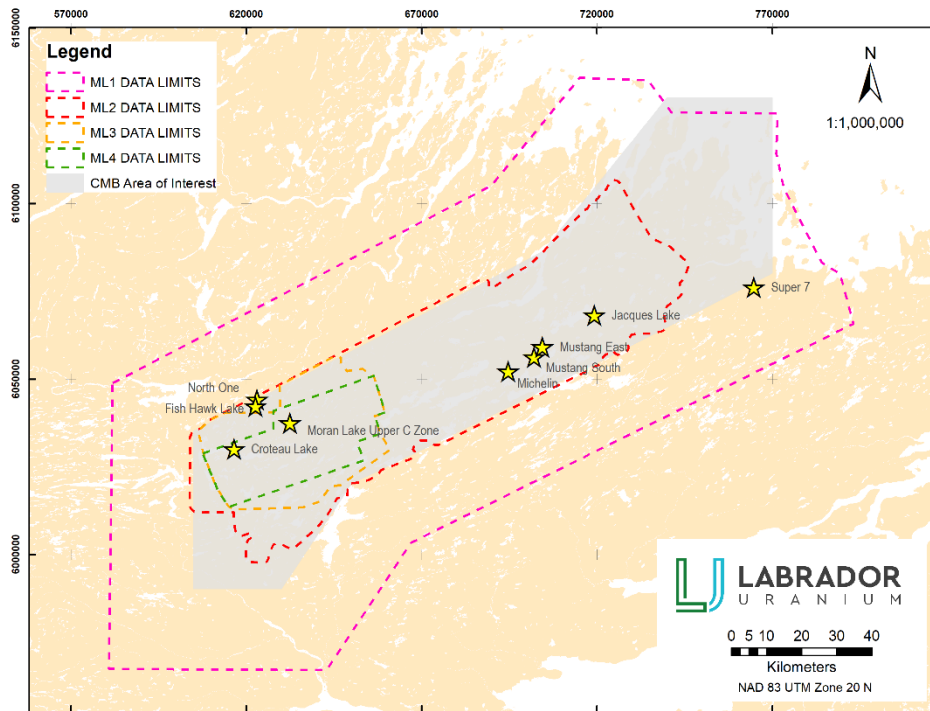 570000
620000
670000
720000
770000
6150000
6100000
6050000
6000000
Legend
ML1 DATA LIMITS
ML2 DATA LIMITS
ML3 DATA LIMITS
ML4 DATA LIMITS
CMB Area of Interest
N
1:1,000,000
Super 7
Jacques Lake
Mustang East
Mustang South
Michelin
North One
Fish Hawk Lake
Moran Lake Upper C Zone
Croteau Lake
LABRADOR
URANIUM
0 5 10 20 30 40
Kilometers
NAD 83 UTM Zone 20 N